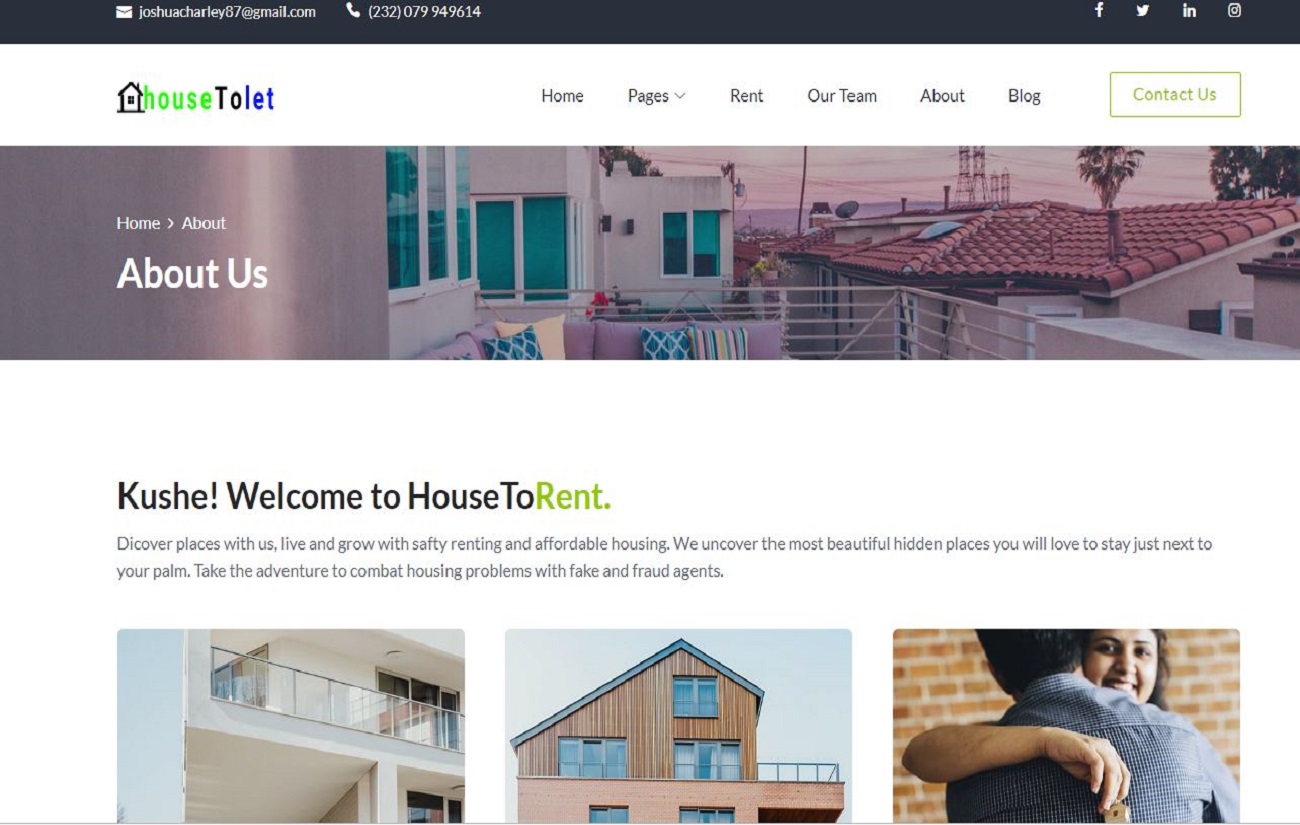 joshuacharley87@gmail.com (232) 079 949614
houseTolet
Home Pages Rent Our Team About Blog Contact Us
Home > About
About Us
Kushe! Welcome to HouseToRent.
Dicover places with us, live and grow with safty renting and affordable housing. We uncover the most beautiful hidden places you will love to stay just next to
your palm. Take the adventure to combat housing problems with fake and fraud agents.